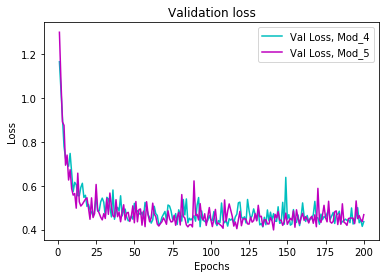 Validation loss
Val Loss, Mod_4
Val Loss, Mod_5
Loss
1.2
1.0
0.8
0.6
0.4
0 25 50 75 100 125 150 175 200
Epochs